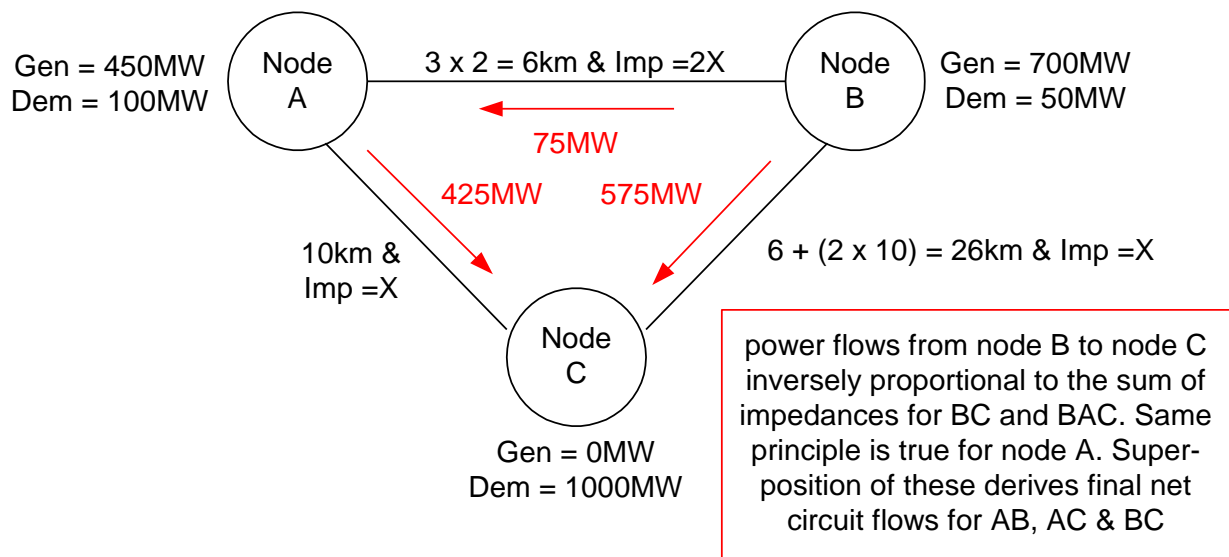 Gen = 450MW
Dem = 100MW
Node
A
3 x 2 = 6km & Imp =2X
Node
B
Gen = 700MW
Dem = 50MW
75MW
425MW
575MW
10km &
Imp =X
6 + (2 x 10) = 26km & Imp =X
Node
C
Gen = 0MW
Dem = 1000MW
power flows from node B to node C
inversely proportional to the sum of
impedances for BC and BAC. Same
principle is true for node A. Super-
position of these derives final net
circuit flows for AB, AC & BC